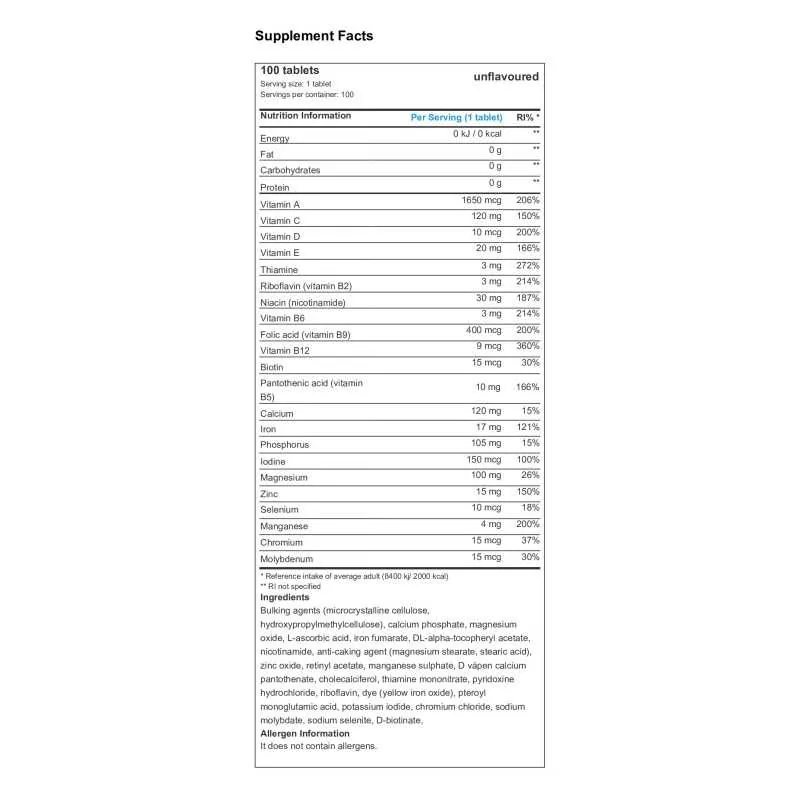 Supplement Facts
100 tablets
unflavoured
Serving size: 1 tablet
Servings per container: 100
Nutrition Information Per Serving (1 tablet) RI% *
Energy 0 kJ / 0 kcal **
Fat 0 g **
Carbohydrates 0 g **
Protein 0 g **
Vitamin A 1650 mcg 206%
Vitamin C 120 mg 150%
Vitamin D 10 mcg 200%
Vitamin E 20 mg 166%
Thiamine 3 mg 272%
Riboflavin (vitamin B2) 3 mg 214%
Niacin (nicotinamide) 30 mg 187%
Vitamin B6 3 mg 214%
Folic acid (vitamin B9) 400 mcg 200%
Vitamin B12 9 mcg 360%
Biotin 15 mcg 30%
Pantothenic acid (vitamin
B5) 10 mg 166%
Calcium 120 mg 15%
Iron 17 mg 121%
Phosphorus 105 mg 15%
Iodine 150 mcg 100%
Magnesium 100 mg 26%
Zinc 15 mg 150%
Selenium 10 mcg 18%
Manganese 4 mg 200%
Chromium 15 mcg 37%
Molybdenum 15 mcg 30%
* Reference intake of average adult (8400 kj/ 2000 kcal)
** RI not specified
Ingredients
Bulking agents (microcrystalline cellulose,
hydroxypropylmethylcellulose), calcium phosphate, magnesium
oxide, L-ascorbic acid, iron fumarate, DL-alpha-tocopheryl acetate,
nicotinamide, anti-caking agent (magnesium stearate, stearic acid),
zinc oxide, retinyl acetate, manganese sulphate, D vápen calcium
pantothenate, cholecalciferol, thiamine mononitrate, pyridoxine
hydrochloride, riboflavin, dye (yellow iron oxide), pteroyl
monoglutamic acid, potassium iodide, chromium chloride, sodium
molybdate, sodium selenite, D-biotinate,
Allergen Information
It does not contain allergens.